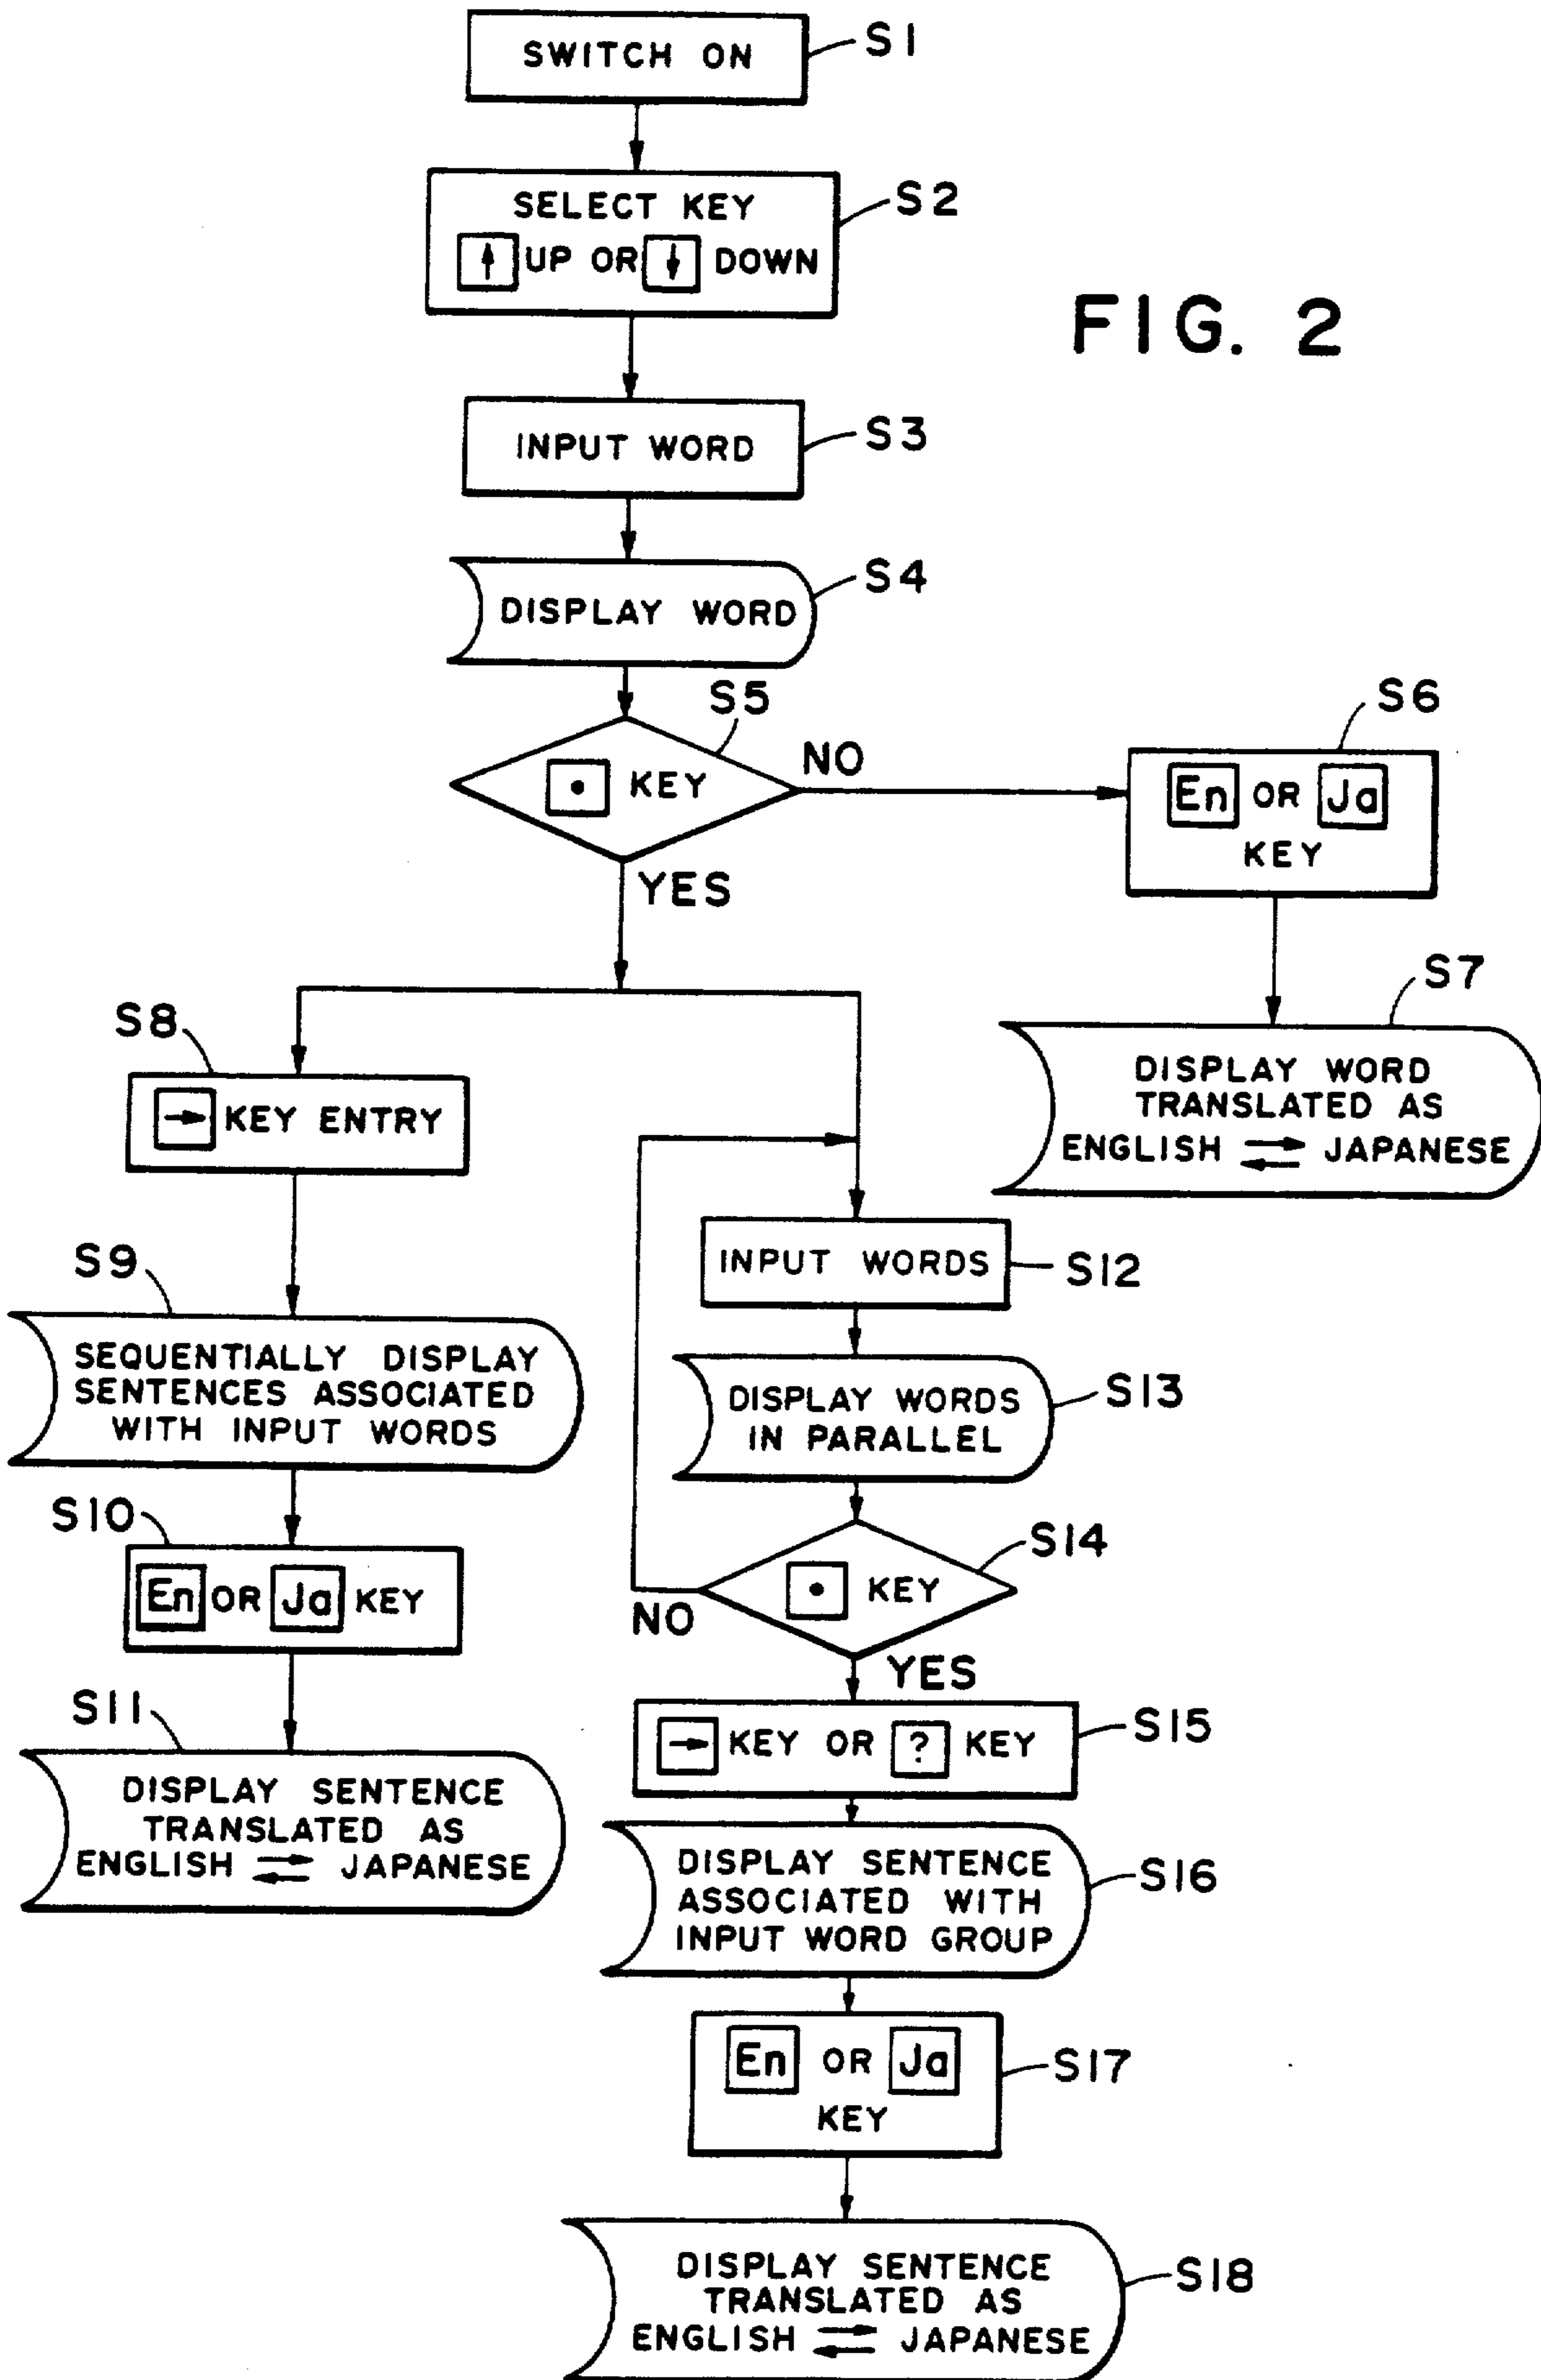 SWITCH ON
S1
SELECT KEY
↑ UP OR ↓ DOWN
S2
FIG. 2
INPUT WORD
S3
DISPLAY WORD
S4
S5
• KEY
NO
YES
S6
En OR Ja
KEY
S7
DISPLAY WORD
TRANSLATED AS
ENGLISH ⇄ JAPANESE
S8
→ KEY ENTRY
S9
SEQUENTIALLY DISPLAY
SENTENCES ASSOCIATED
WITH INPUT WORDS
S10
En OR Ja KEY
S11
DISPLAY SENTENCE
TRANSLATED AS
ENGLISH ⇄ JAPANESE
INPUT WORDS
S12
DISPLAY WORDS
IN PARALLEL
S13
S14
• KEY
NO
YES
→ KEY OR ? KEY
S15
DISPLAY SENTENCE
ASSOCIATED WITH
INPUT WORD GROUP
S16
En OR Ja
KEY
S17
DISPLAY SENTENCE
TRANSLATED AS
ENGLISH ⇄ JAPANESE
S18